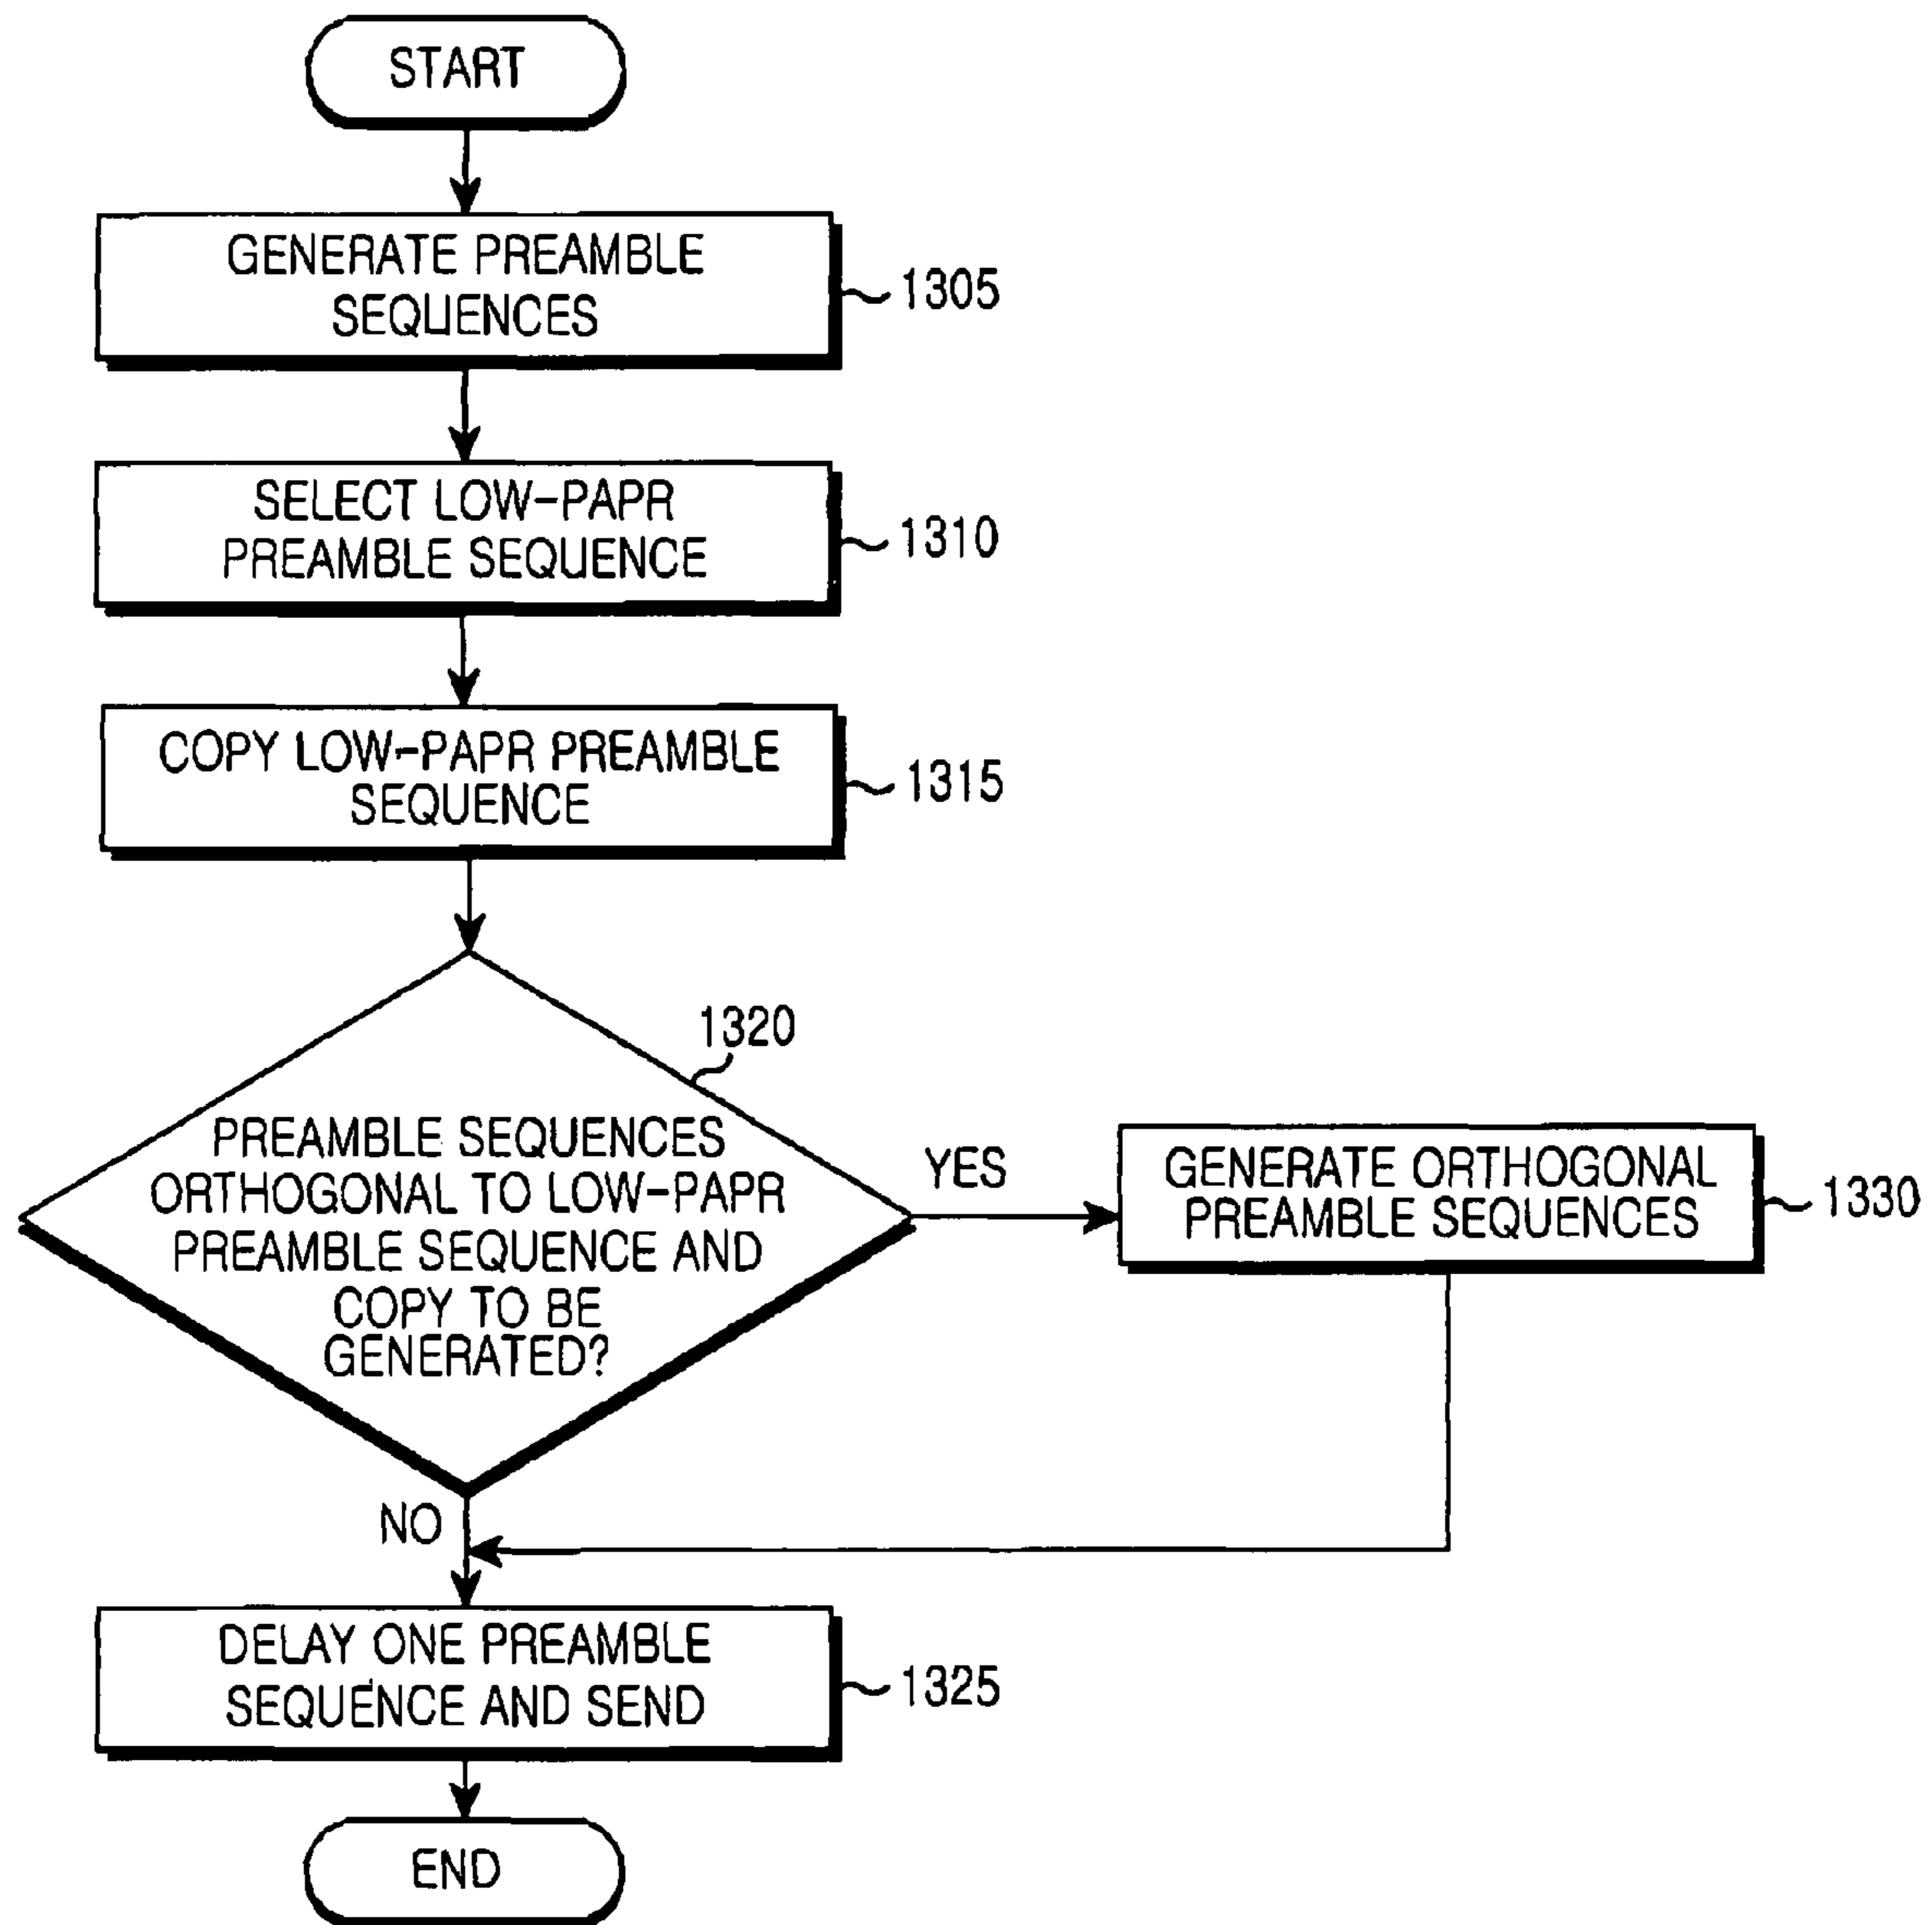 START
GENERATE PREAMBLE
SEQUENCES
1305
SELECT LOW-PAPR
PREAMBLE SEQUENCE
1310
COPY LOW-PAPR PREAMBLE
SEQUENCE
1315
1320
PREAMBLE SEQUENCES
ORTHOGONAL TO LOW-PAPR
PREAMBLE SEQUENCE AND
COPY TO BE
GENERATED?
YES
GENERATE ORTHOGONAL
PREAMBLE SEQUENCES
1330
NO
DELAY ONE PREAMBLE
SEQUENCE AND SEND
1325
END